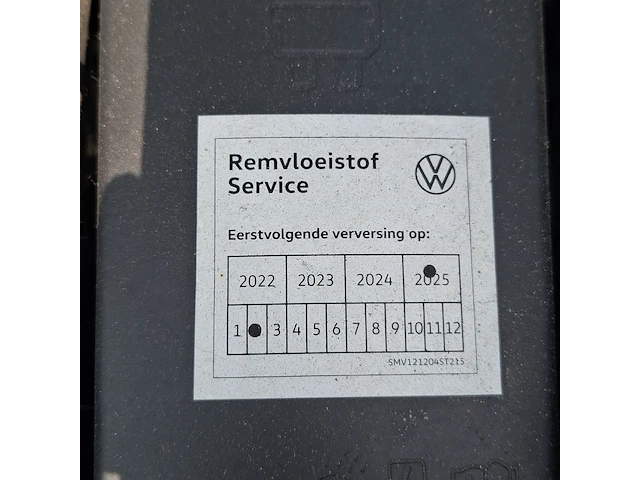 Remvloeistof
Service
Eerstvolgende verversing op:
2022 2023 2024 2025
1 3 4 5 6 7 8 9 10 11 12
SMV121204ST215